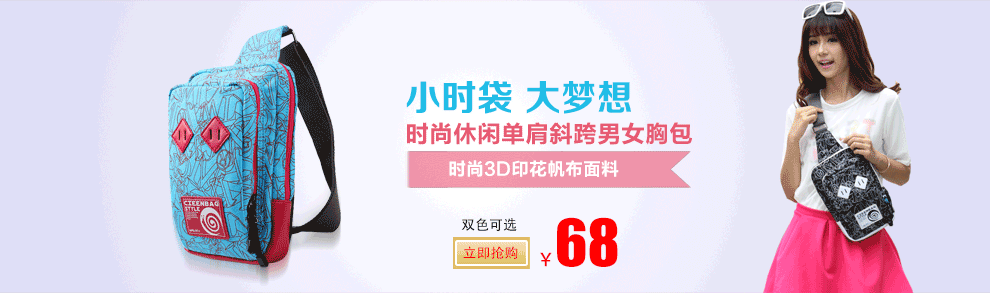 小时袋 大梦想
时尚休闲单肩斜跨男女胸包
时尚3D印花帆布面料
双色可选
立即抢购
¥68
CZEENBAG
STYLE